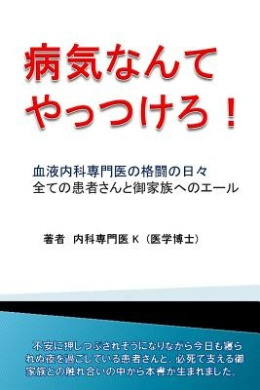 病気なんて
やっつけろ！
血液内科専門医の格闘の日々
全ての患者さんと御家族へのエール
著者　内科専門医K（医学博士）
不安に押しつぶされそうになりながら今日も寝ら
れぬ夜を過ごしている患者さんと、必死で支える御
家族との触れ合いの中から本書が生まれました。